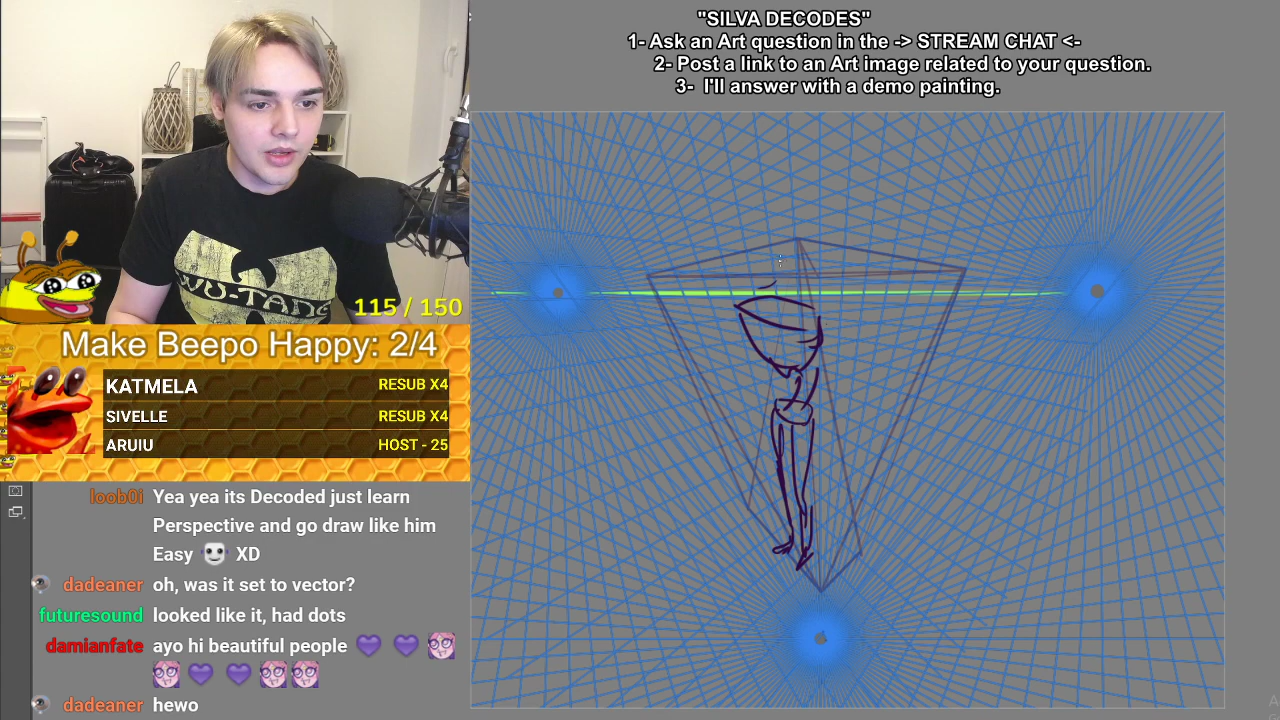 "SILVA DECODES"
1- Ask an Art question in the -> STREAM CHAT <-
2- Post a link to an Art image related to your question.
3- I'll answer with a demo painting.
WU-TANG
115 / 150
Make Beepo Happy: 2/4
KATMELA RESUB X4
SIVELLE RESUB X4
ARUIU HOST - 25
loob0i Yea yea its Decoded just learn
Perspective and go draw like him
Easy XD
dadeaner oh, was it set to vector?
futuresound looked like it, had dots
damianfate ayo hi beautiful people
dadeaner hewo